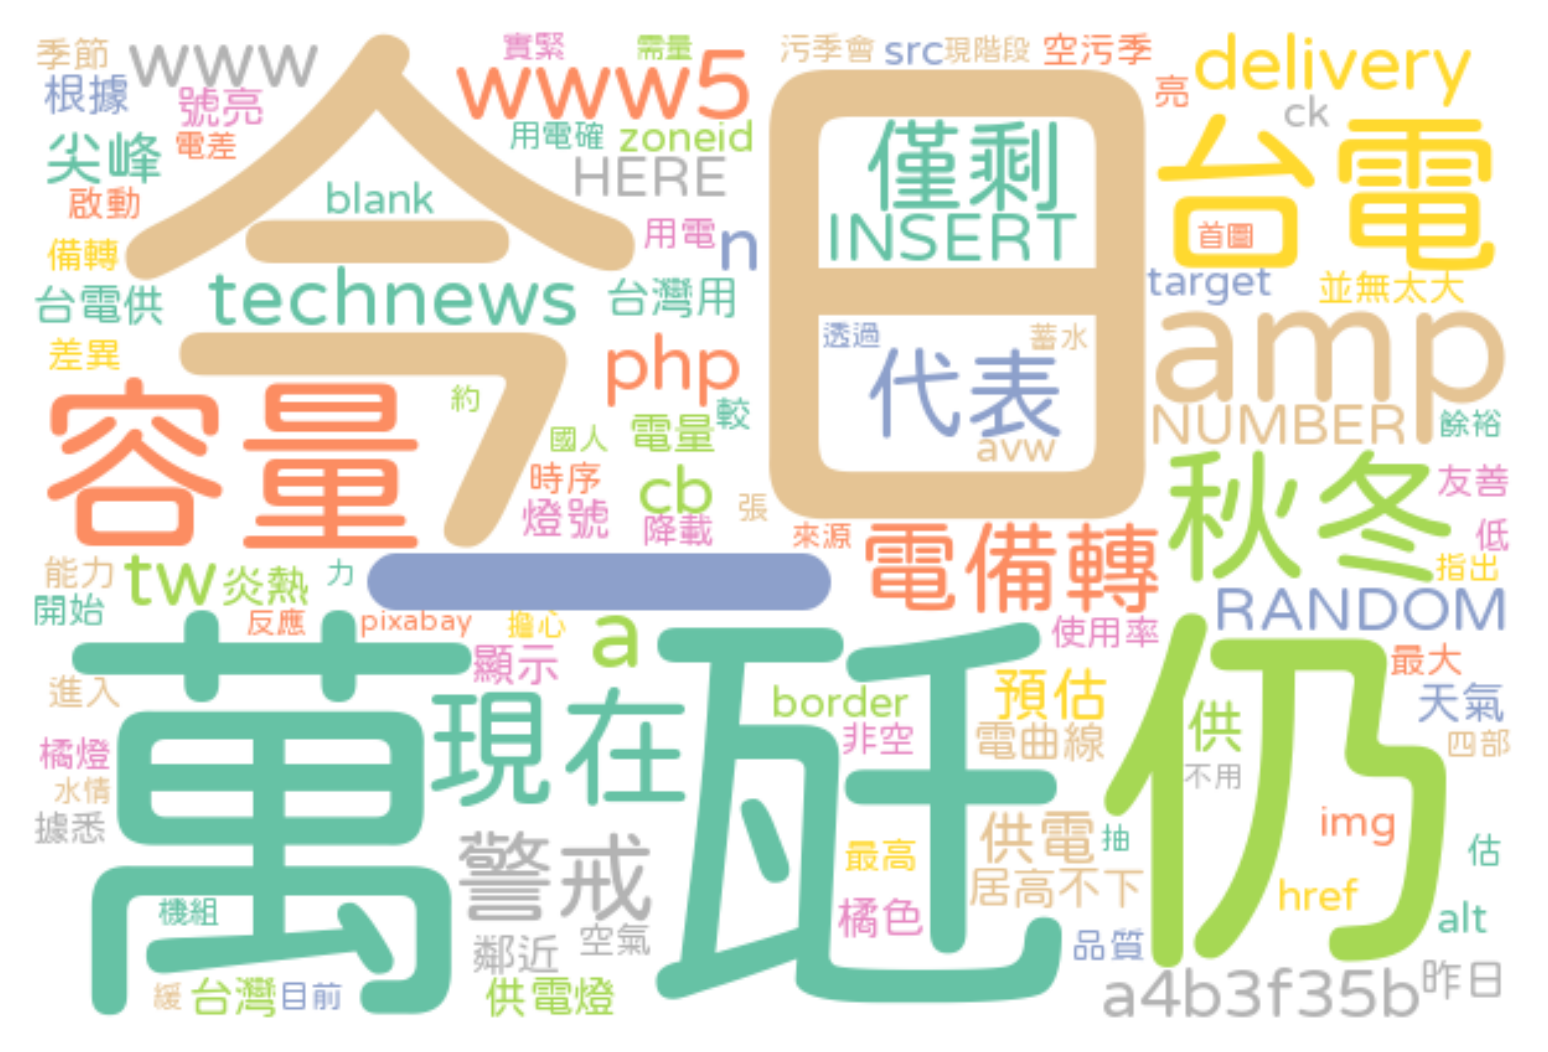 季節
www
根據
號亮
尖峰
電差
啟動
備轉
台電供
差異
今日
blank
technews
實緊
需量
www5
用電確
zoneid
HERE
用電
n
台灣用
php
污季會
src
現階段
空污季
亮
delivery
ck
台電
首圖
僅剩
INSERT
target
並無太大
透過
蓄水
代表
avw
amp
NUMBER
餘裕
容量
約
國人
電量
較
時序
cb
燈號
降載
張
來源
電備轉
秋冬
友善
低
指出
RANDOM
能力
tw
炎熱
力
一
開始
反應
pixabay
擔心
a
使用率
最大
萬
顯示
進入
現在
瓩
border
非空
預估
電曲線
仍
供
不用
天氣
四部
橘燈
水情
據悉
警戒
最高
供電
抽
居高不下
橘色
img
估
href
alt
機組
鄰近
空氣
品質
緩
台灣
目前
供電燈
a4b3f35b
昨日